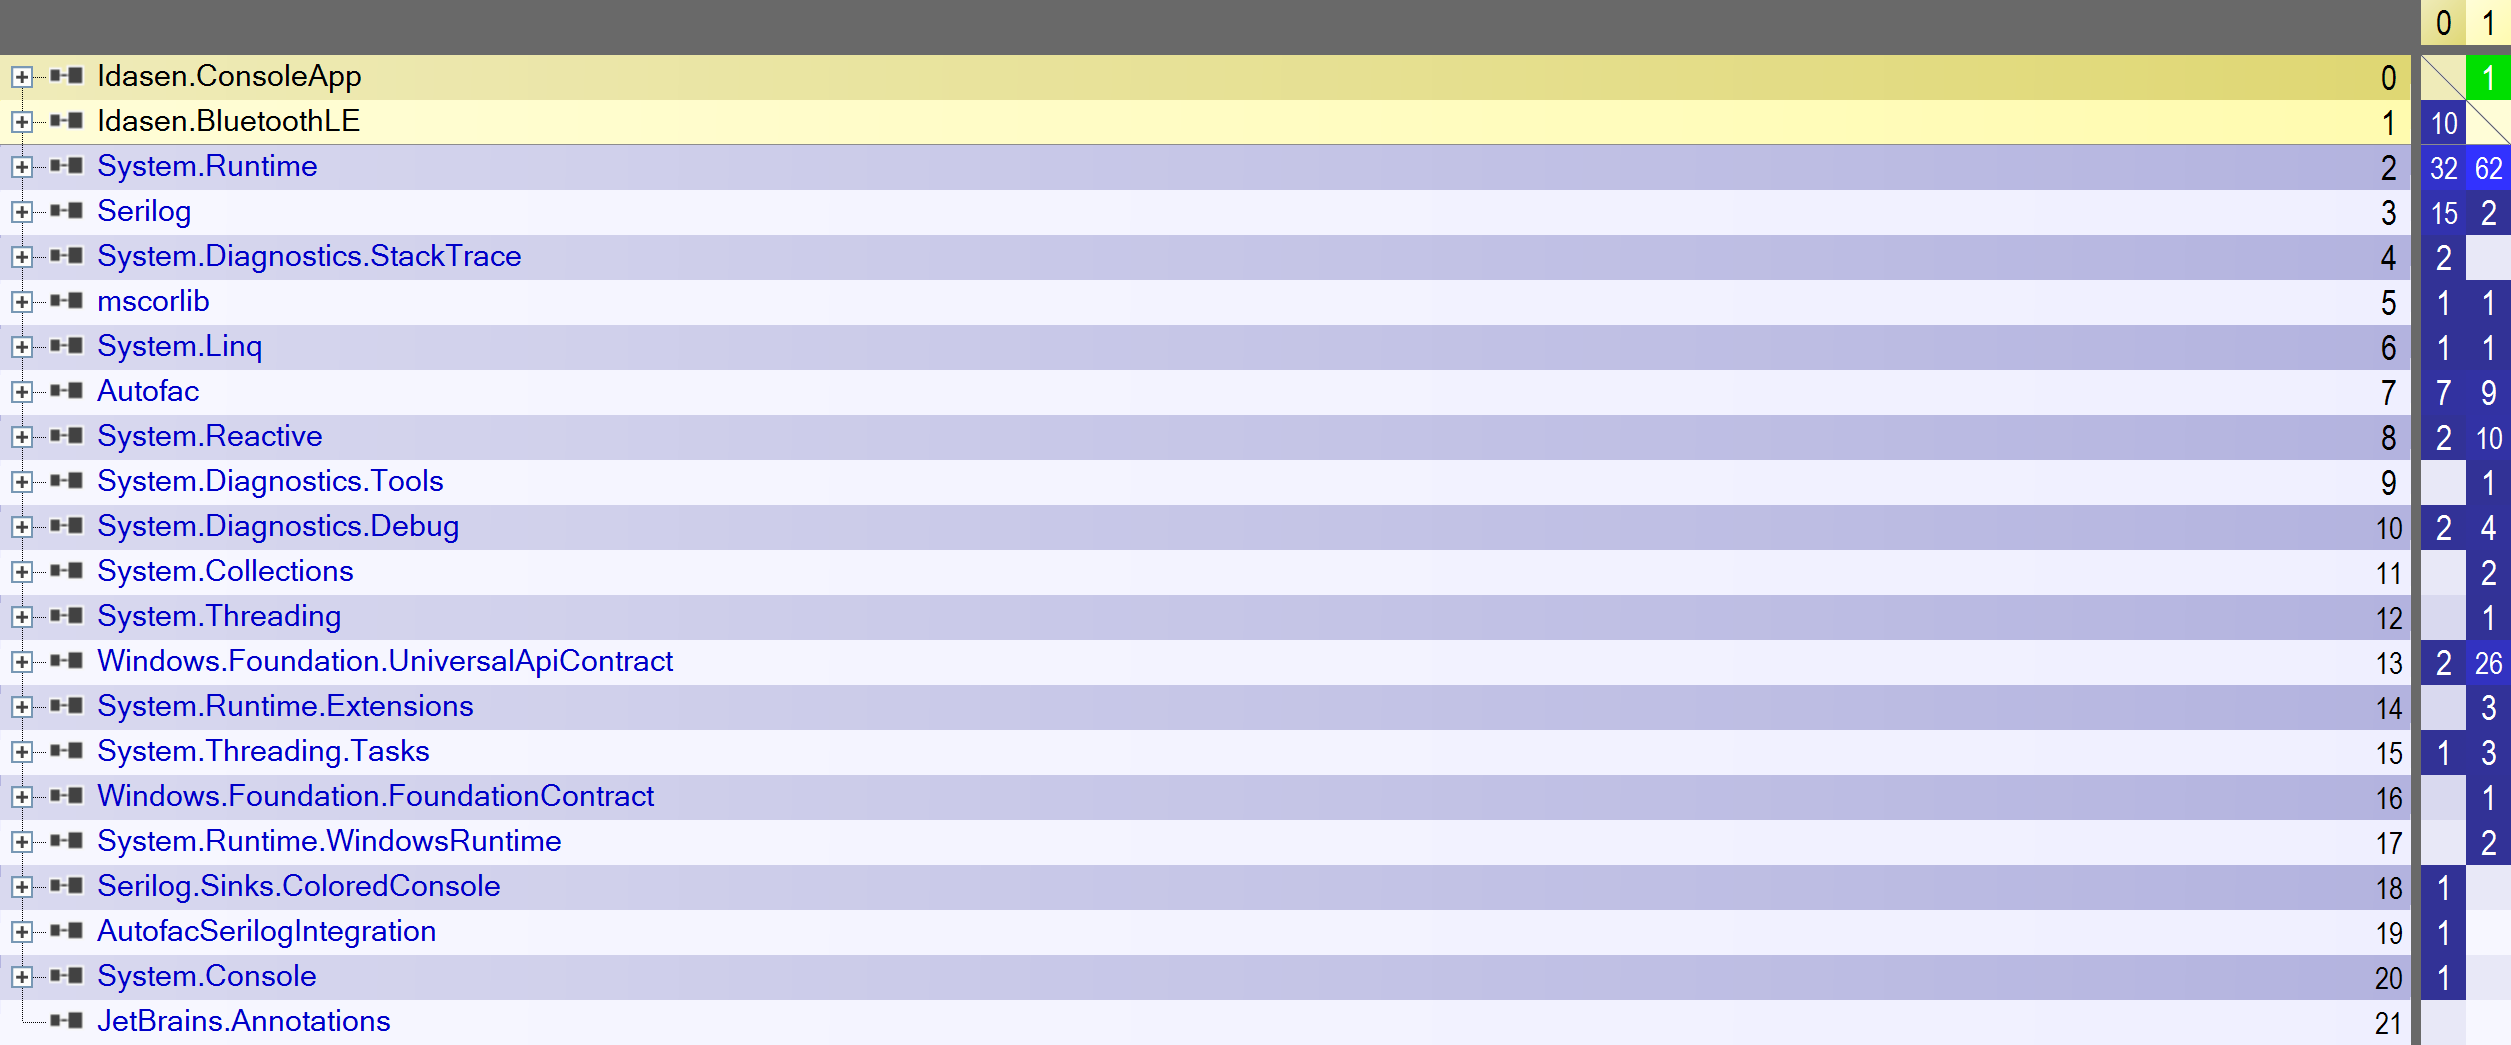 0 1
Idasen.ConsoleApp 0 1
Idasen.BluetoothLE 1 10
System.Runtime 2 32 62
Serilog 3 15 2
System.Diagnostics.StackTrace 4 2
mscorlib 5 1 1
System.Linq 6 1 1
Autofac 7 7 9
System.Reactive 8 2 10
System.Diagnostics.Tools 9 1
System.Diagnostics.Debug 10 2 4
System.Collections 11 2
System.Threading 12 1
Windows.Foundation.UniversalApiContract 13 2 26
System.Runtime.Extensions 14 3
System.Threading.Tasks 15 1 3
Windows.Foundation.FoundationContract 16 1
System.Runtime.WindowsRuntime 17 2
Serilog.Sinks.ColoredConsole 18 1
AutofacSerilogIntegration 19 1
System.Console 20 1
JetBrains.Annotations 21